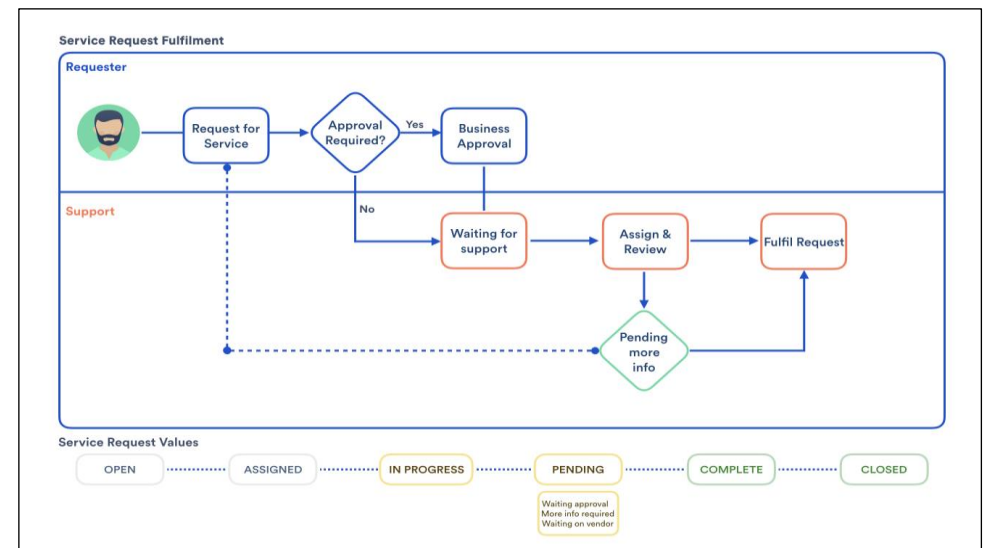 Service Request Fulfilment
Requester
Request for
Service
Approval
Required?
Yes
Business
Approval
No
Support
Waiting for
support
Assign &
Review
Fulfil Request
Pending
more
info
Service Request Values
OPEN
ASSIGNED
IN PROGRESS
PENDING
COMPLETE
CLOSED
Waiting approval
More info required
Waiting on vendor